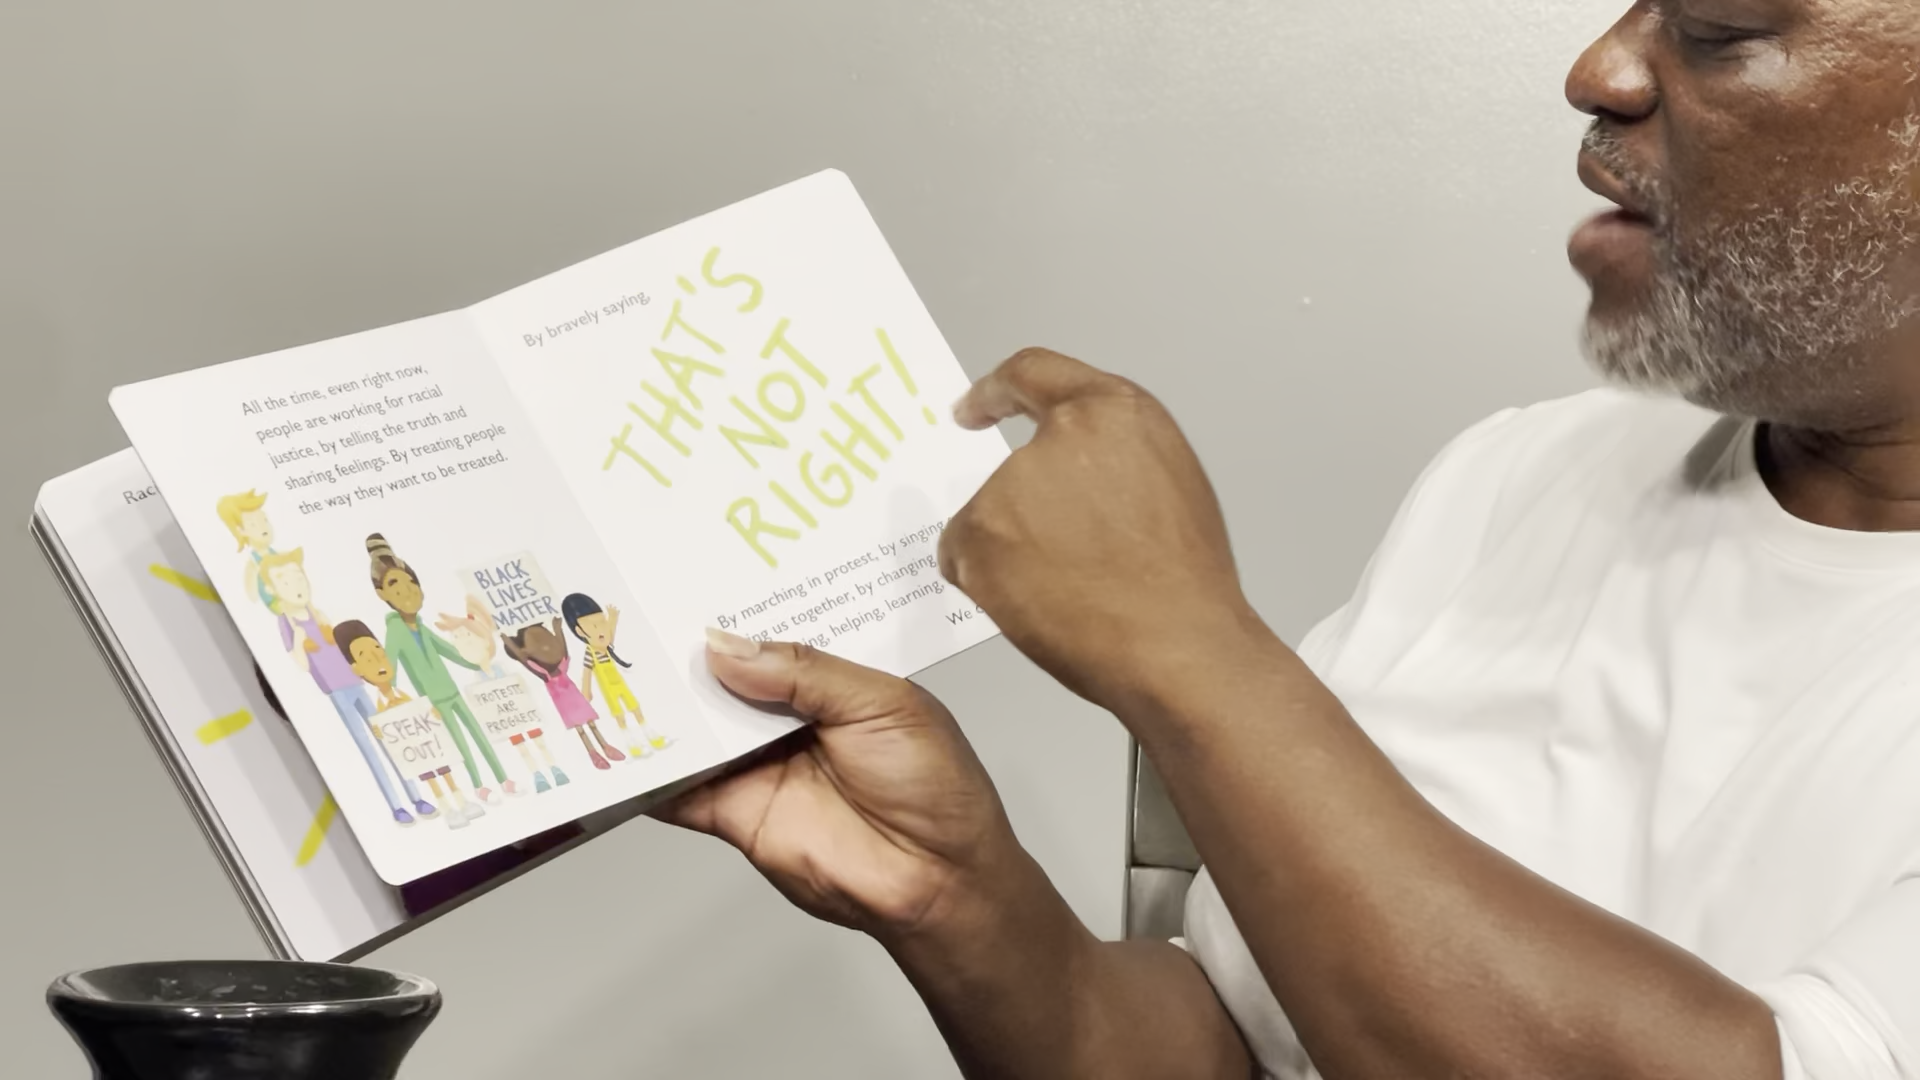 All the time, even right now,
people are working for racial
justice, by telling the truth and
sharing feelings. By treating people
the way they want to be treated.
BLACK
LIVES
MATTER
PROTESTS
ARE
PROGRESS
SPEAK
OUT!
By bravely saying,
THAT'S
NOT
RIGHT!
By marching in protest, by singing
us together, by changing
helping, learning,
We